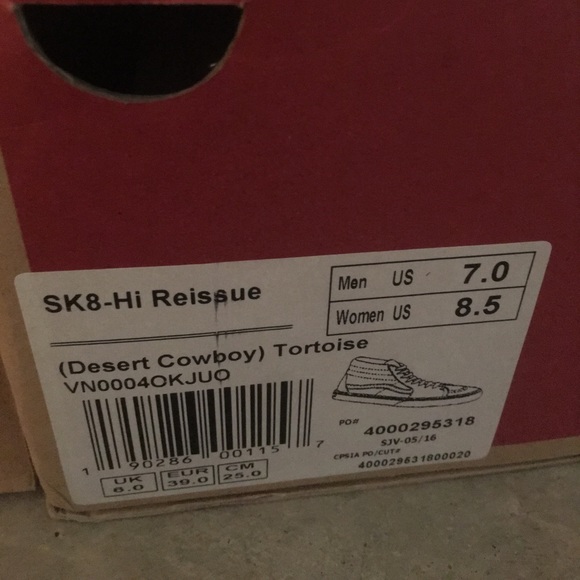 SK8-Hi Reissue
Men US 7.0
Women US 8.5
(Desert Cowboy) Tortoise
VN0004OKJUO
PO# 4000295318
SJV-05/16
CPSIA PO/CUT#
400029531800020
1 90286 00115 7
UK 6.0
EUR 39.0
CM 25.0